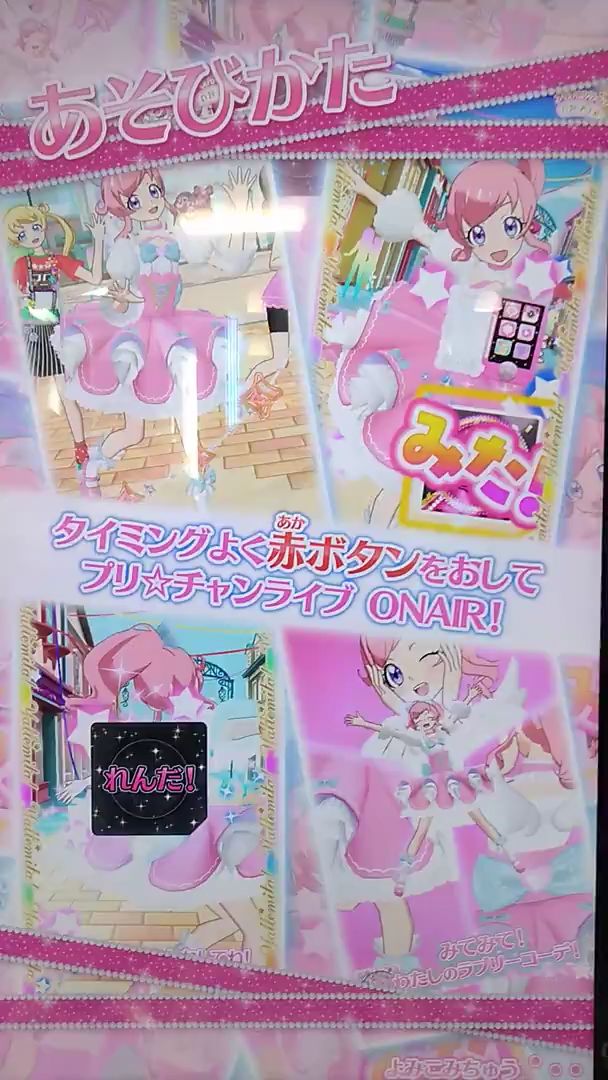 あそびかた
みだ!
タイミングよく赤ボタンをおして
あか
プリ☆チャンライブ ONAIR!
れんだ!
てね!
みてみて!
わたしのラブリーコーデ!
よみこみちゅう